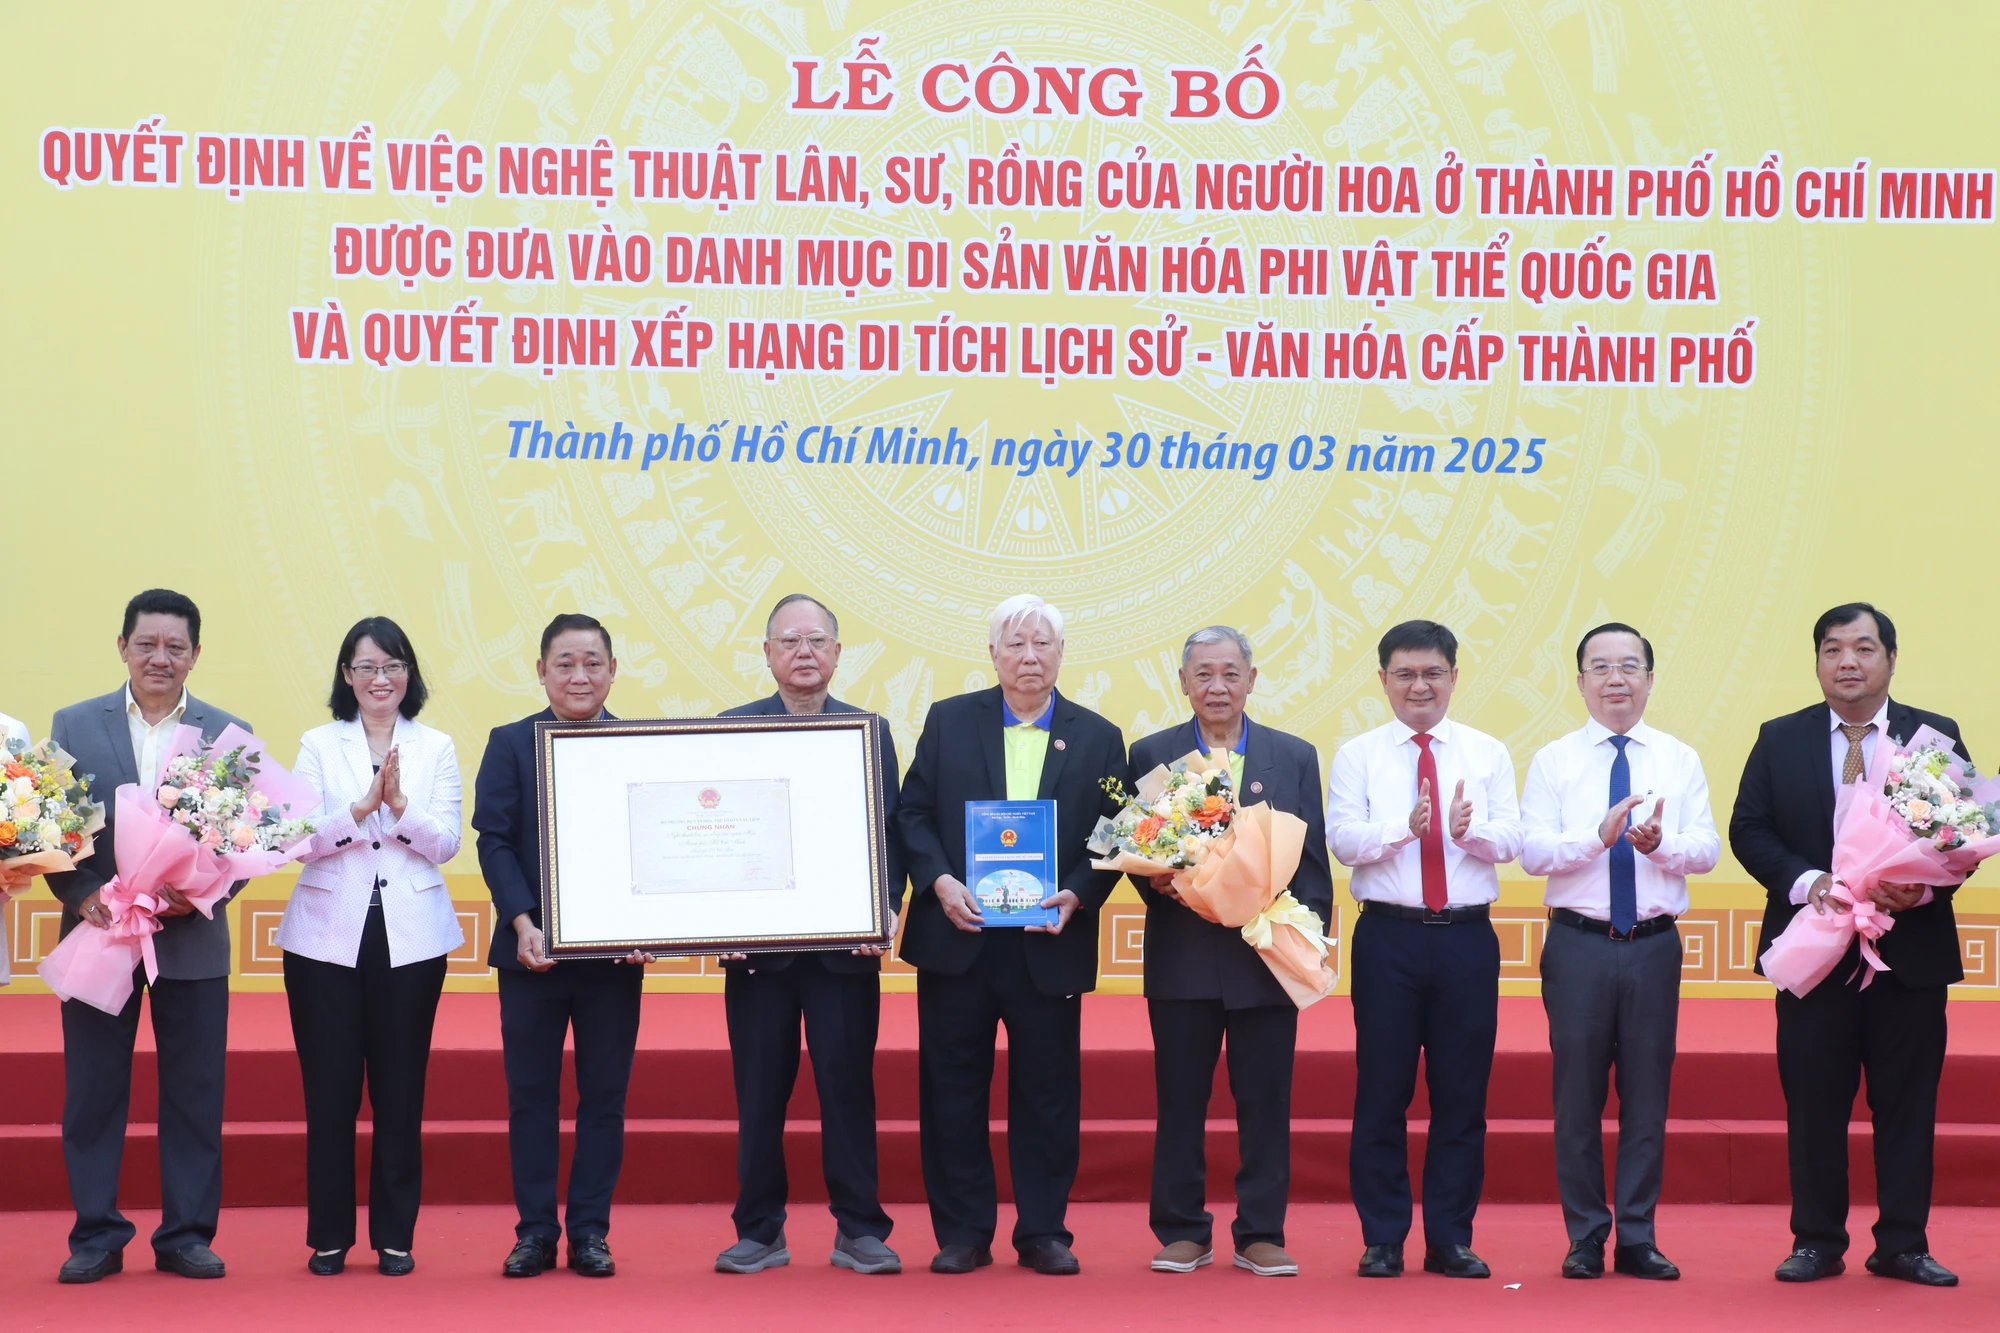 LỄ CÔNG BỐ
QUYẾT ĐỊNH VỀ VIỆC NGHỆ THUẬT LÂN, SƯ, RỒNG CỦA NGƯỜI HOA Ở THÀNH PHỐ HỒ CHÍ MINH
ĐƯỢC ĐƯA VÀO DANH MỤC DI SẢN VĂN HÓA PHI VẬT THỂ QUỐC GIA
VÀ QUYẾT ĐỊNH XẾP HẠNG DI TÍCH LỊCH SỬ - VĂN HÓA CẤP THÀNH PHỐ
Thành phố Hồ Chí Minh, ngày 30 tháng 03 năm 2025
CHỨNG NHẬN